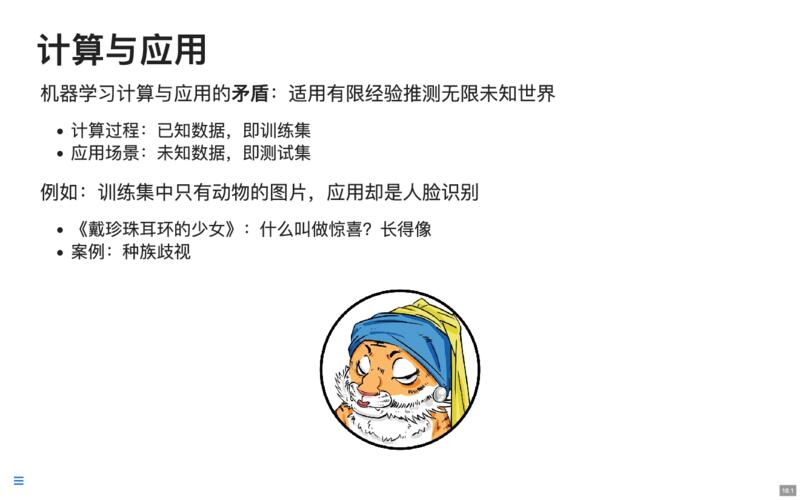 计算与应用
机器学习计算与应用的矛盾：适用有限经验推测无限未知世界
计算过程：已知数据，即训练集
应用场景：未知数据，即测试集
例如：训练集中只有动物的图片，应用却是人脸识别
《戴珍珠耳环的少女》：什么叫做惊喜？长得像
案例：种族歧视
18.1